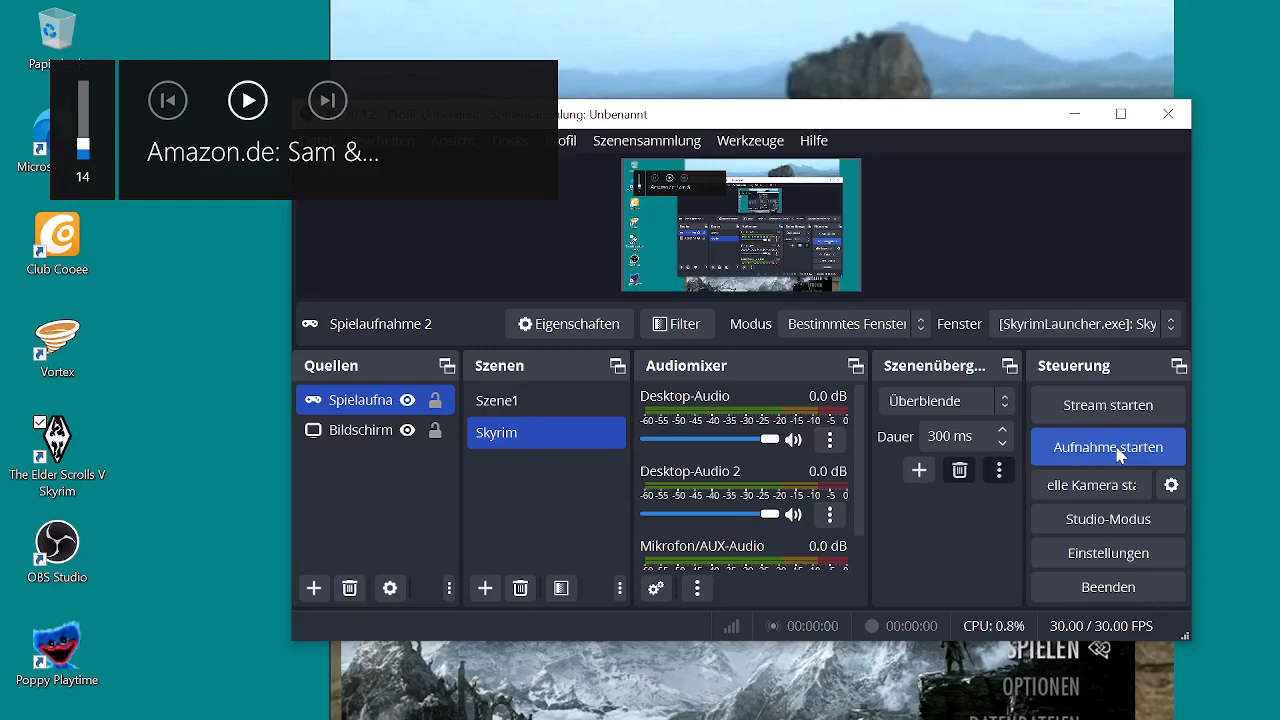 Amazon.de: Sam &...
14
Szenensammlung: Unbenannt
Szenensammlung
Werkzeuge
Hilfe
Club Cooee
Vortex
The Elder Scrolls V
Skyrim
OBS Studio
Poppy Playtime
Spielaufnahme 2
Eigenschaften
Filter
Modus
Bestimmtes Fenster
Fenster
[SkyrimLauncher.exe]: Sky
Quellen
Spielaufna
Bildschirm
Szenen
Szene1
Skyrim
Audiomixer
Desktop-Audio
0.0 dB
-60 -55 -50 -45 -40 -35 -30 -25 -20 -15 -10 -5 0
Desktop-Audio 2
0.0 dB
-60 -55 -50 -45 -40 -35 -30 -25 -20 -15 -10 -5 0
Mikrofon/AUX-Audio
0.0 dB
Szenenüberg...
Überblende
Dauer
300 ms
Steuerung
Stream starten
Aufnahme starten
elle Kamera sta
Studio-Modus
Einstellungen
Beenden
00:00:00
00:00:00
CPU: 0.8%
30.00 / 30.00 FPS
SPIELEN
OPTIONEN
DATENDATEIEN